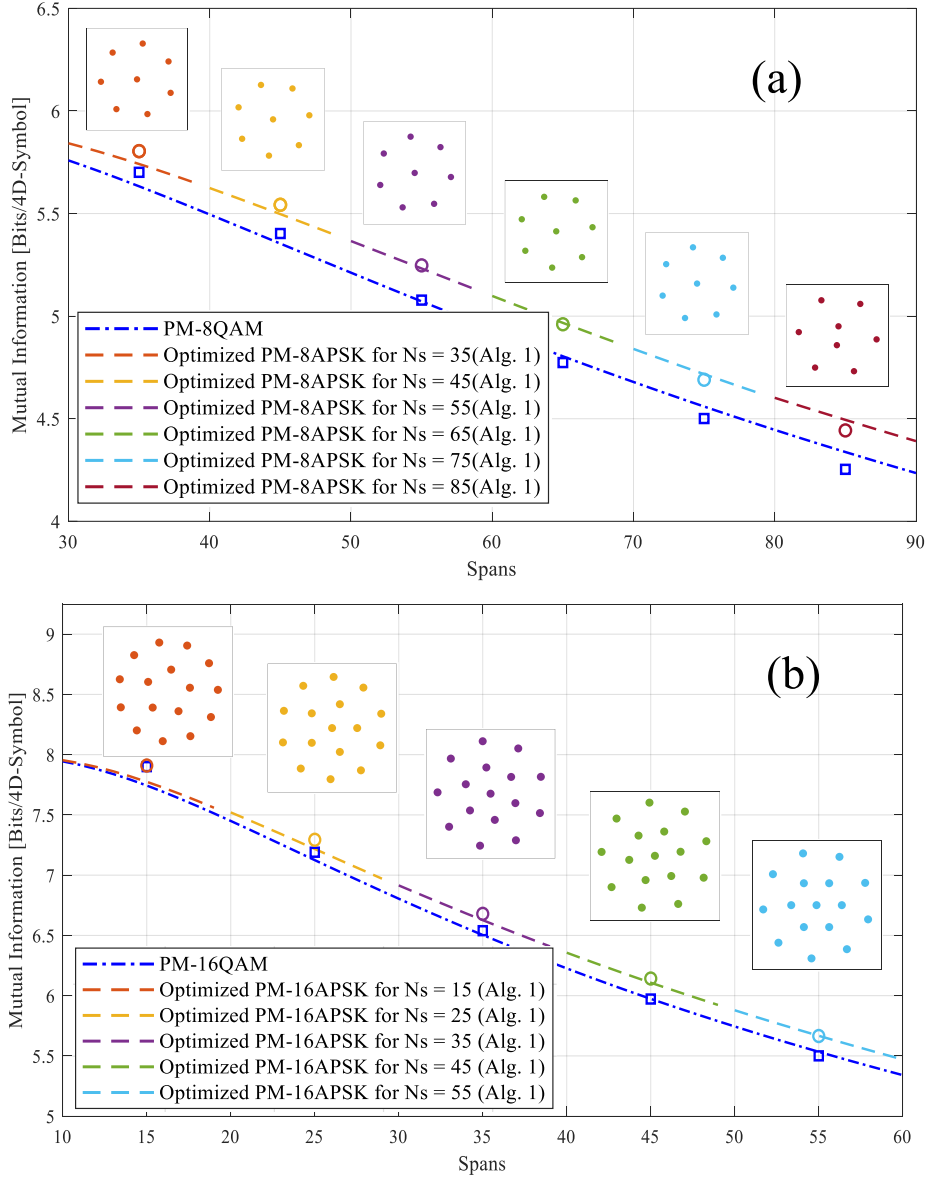 6.5
(a)
6
5.5
5
4.5
4
Mutual Information [Bits/4D-Symbol]
PM-8QAM
Optimized PM-8APSK for Ns = 35(Alg. 1)
Optimized PM-8APSK for Ns = 45(Alg. 1)
Optimized PM-8APSK for Ns = 55(Alg. 1)
Optimized PM-8APSK for Ns = 65(Alg. 1)
Optimized PM-8APSK for Ns = 75(Alg. 1)
Optimized PM-8APSK for Ns = 85(Alg. 1)
30 40 50 60 70 80 90
Spans
9
(b)
8.5
8
7.5
7
6.5
6
5.5
5
Mutual Information [Bits/4D-Symbol]
PM-16QAM
Optimized PM-16APSK for Ns = 15 (Alg. 1)
Optimized PM-16APSK for Ns = 25 (Alg. 1)
Optimized PM-16APSK for Ns = 35 (Alg. 1)
Optimized PM-16APSK for Ns = 45 (Alg. 1)
Optimized PM-16APSK for Ns = 55 (Alg. 1)
10 15 20 25 30 35 40 45 50 55 60
Spans